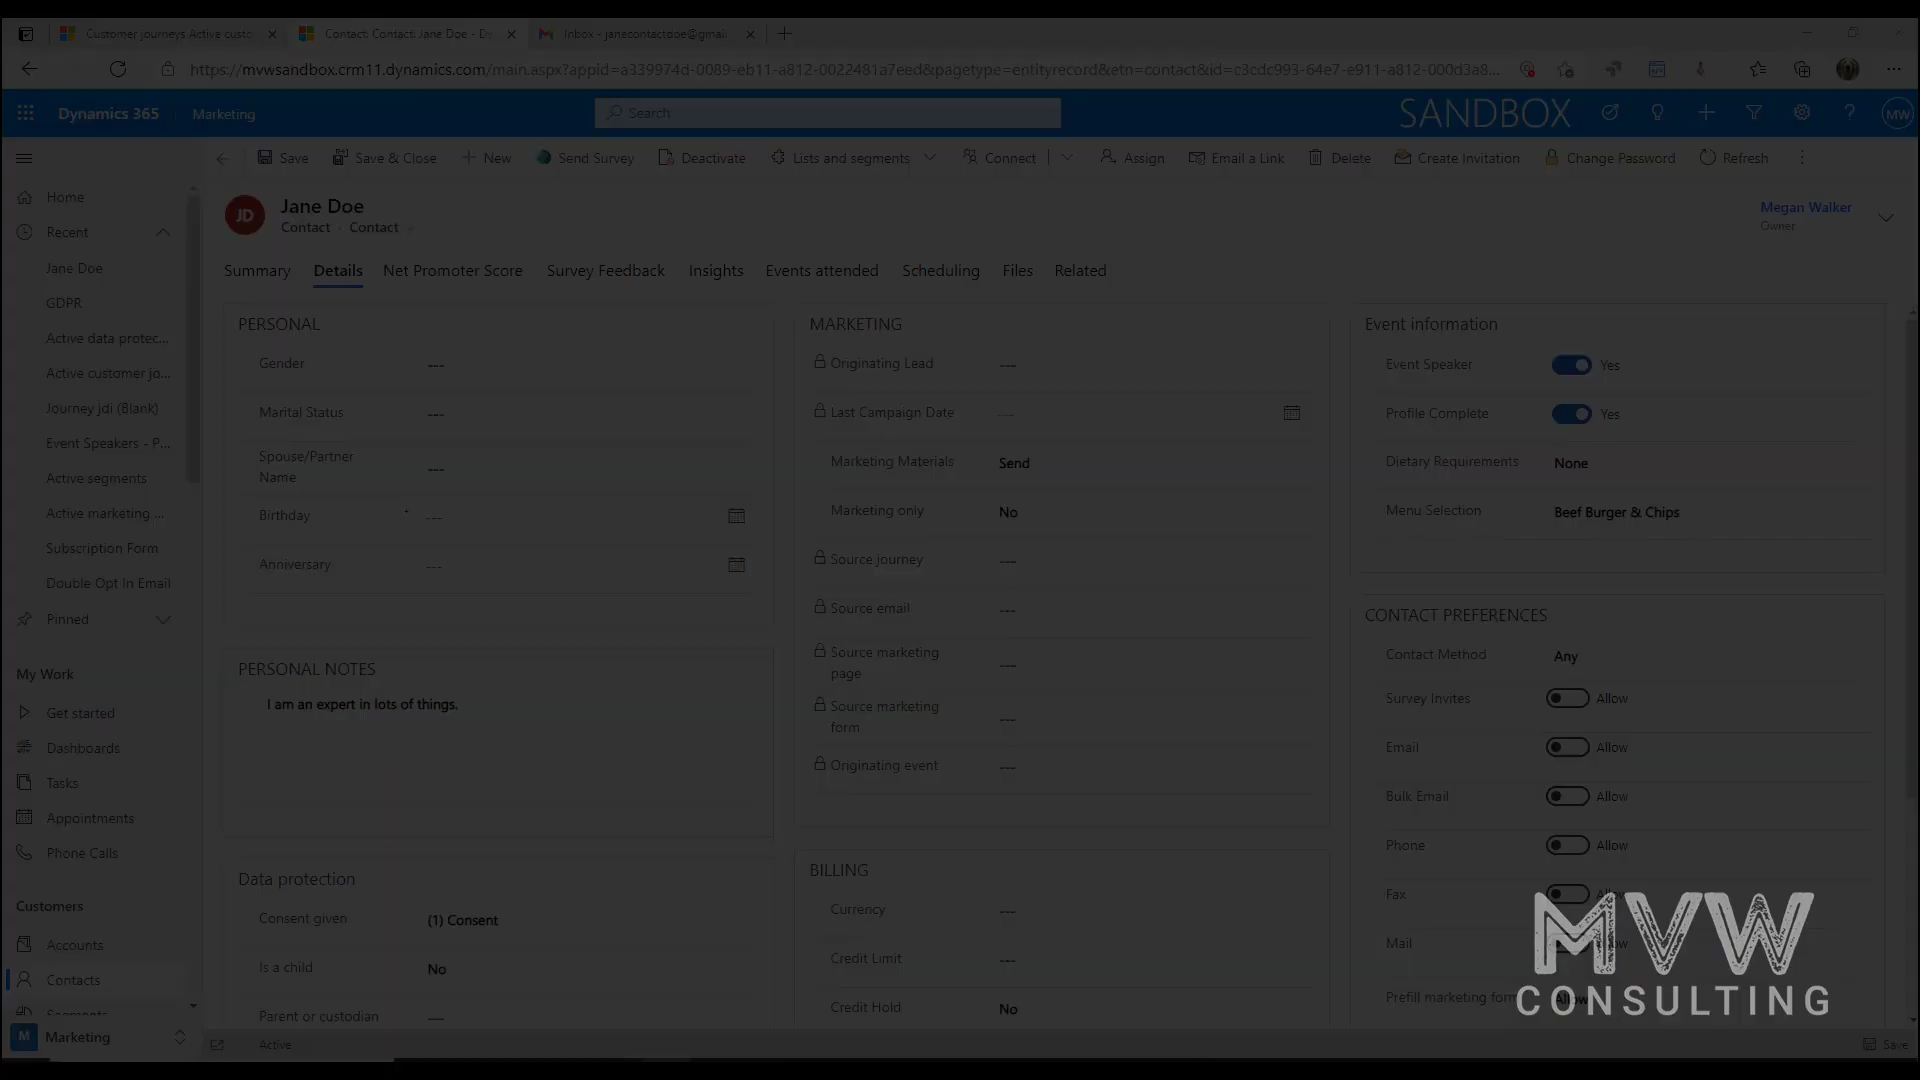 Customer journeys Active custo
Contact: Contact: Jane Doe - Dy
Inbox - janecontactdoe@gmai
https://mvwsandbox.crm11.dynamics.com/main.aspx?appid=a339974d-0089-eb11-a812-0022481a7eed&pagetype=entityrecord&etn=contact&id=c3cdc993-64e7-e911-a812-000d3a8...
Dynamics 365
Marketing
Search
SANDBOX
MW
Save
Save & Close
New
Send Survey
Deactivate
Lists and segments
Connect
Assign
Email a Link
Delete
Create Invitation
Change Password
Refresh
Home
Recent
Jane Doe
GDPR
Active data protec...
Active customer jo...
Journey jdi (Blank)
Event Speakers - P...
Active segments
Active marketing ...
Subscription Form
Double Opt In Email
Pinned
My Work
Get started
Dashboards
Tasks
Appointments
Phone Calls
Customers
Accounts
Contacts
Segments
M
Marketing
JD
Jane Doe
Contact · Contact
Megan Walker
Owner
Summary
Details
Net Promoter Score
Survey Feedback
Insights
Events attended
Scheduling
Files
Related
PERSONAL
Gender
---
Marital Status
---
Spouse/Partner
Name
---
Birthday
---
Anniversary
---
PERSONAL NOTES
I am an expert in lots of things.
Data protection
Consent given
(1) Consent
Is a child
No
Parent or custodian
---
MARKETING
Originating Lead
---
Last Campaign Date
---
Marketing Materials
Send
Marketing only
No
Source journey
---
Source email
---
Source marketing
page
---
Source marketing
form
---
Originating event
---
BILLING
Currency
---
Credit Limit
---
Credit Hold
No
Event information
Event Speaker
Yes
Profile Complete
Yes
Dietary Requirements
None
Menu Selection
Beef Burger & Chips
CONTACT PREFERENCES
Contact Method
Any
Survey Invites
Allow
Email
Allow
Bulk Email
Allow
Phone
Allow
Fax
Mail
Prefill marketing form
Allow
MVW
CONSULTING
Active
Save